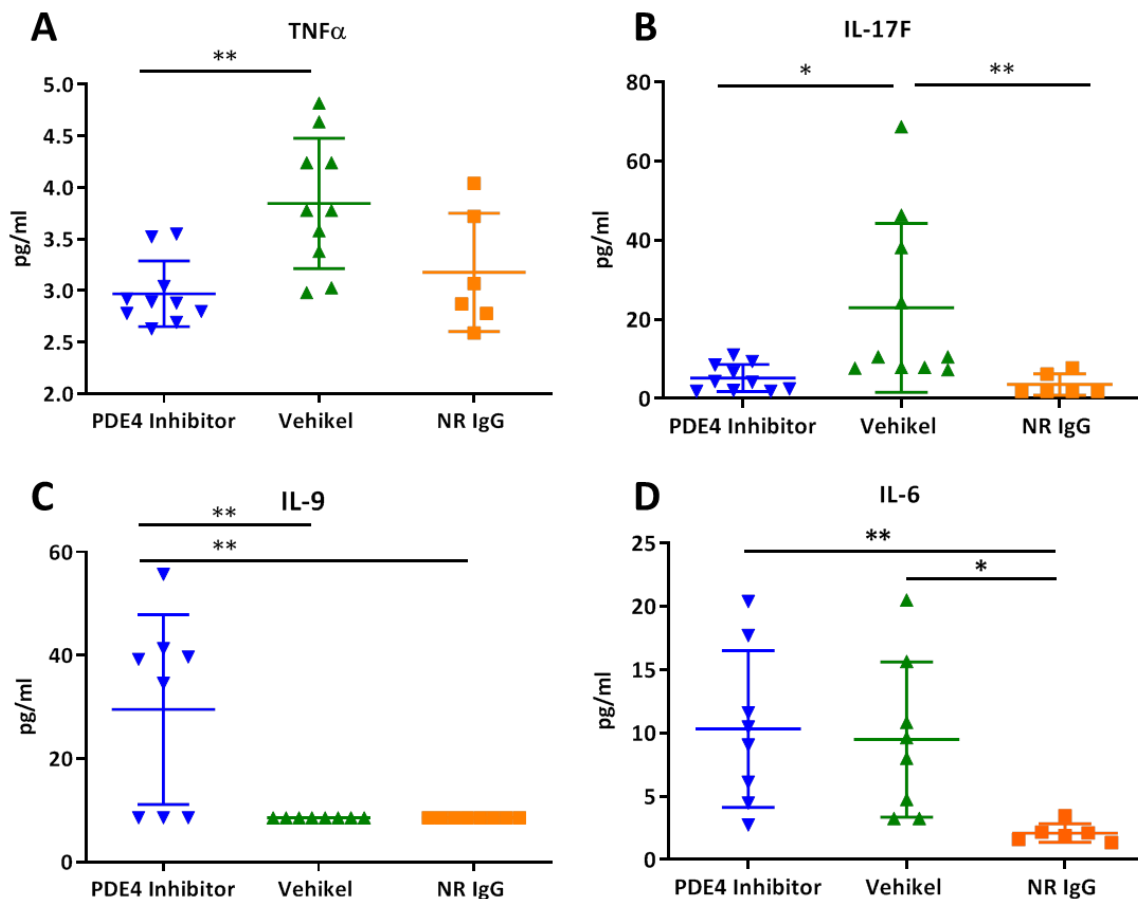 A
TNFα
**
5.0
4.5
4.0
3.5
3.0
2.5
2.0
pg/ml
PDE4 Inhibitor Vehikel NR IgG
B
IL-17F
* **
80
60
40
20
0
pg/ml
PDE4 Inhibitor Vehikel NR IgG
C
IL-9
**
**
60
40
20
0
pg/ml
PDE4 Inhibitor Vehikel NR IgG
D
IL-6
**
*
25
20
15
10
5
0
pg/ml
PDE4 Inhibitor Vehikel NR IgG